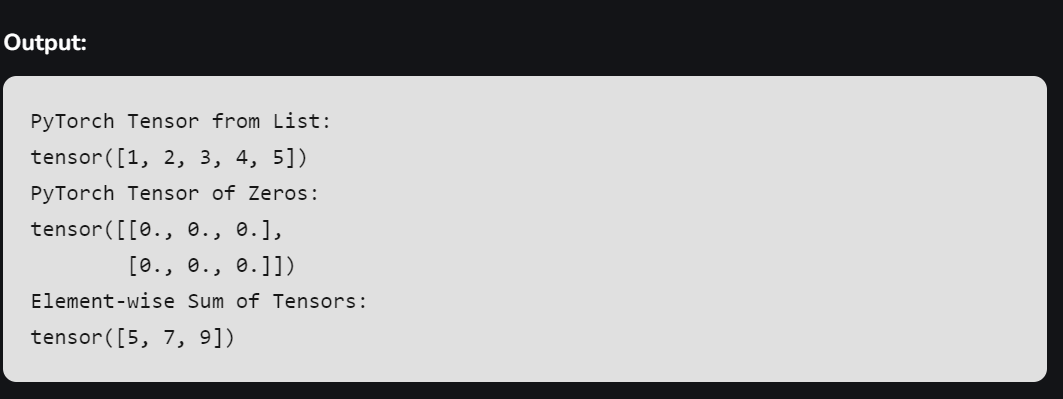 Output:
PyTorch Tensor from List:
tensor([1, 2, 3, 4, 5])
PyTorch Tensor of Zeros:
tensor([[0., 0., 0.],
        [0., 0., 0.]])
Element-wise Sum of Tensors:
tensor([5, 7, 9])